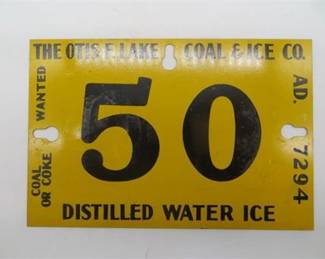 THE OTIS E. LAKE COAL & ICE CO.
COAL OR COKE WANTED
50
AD. 7294
DISTILLED WATER ICE